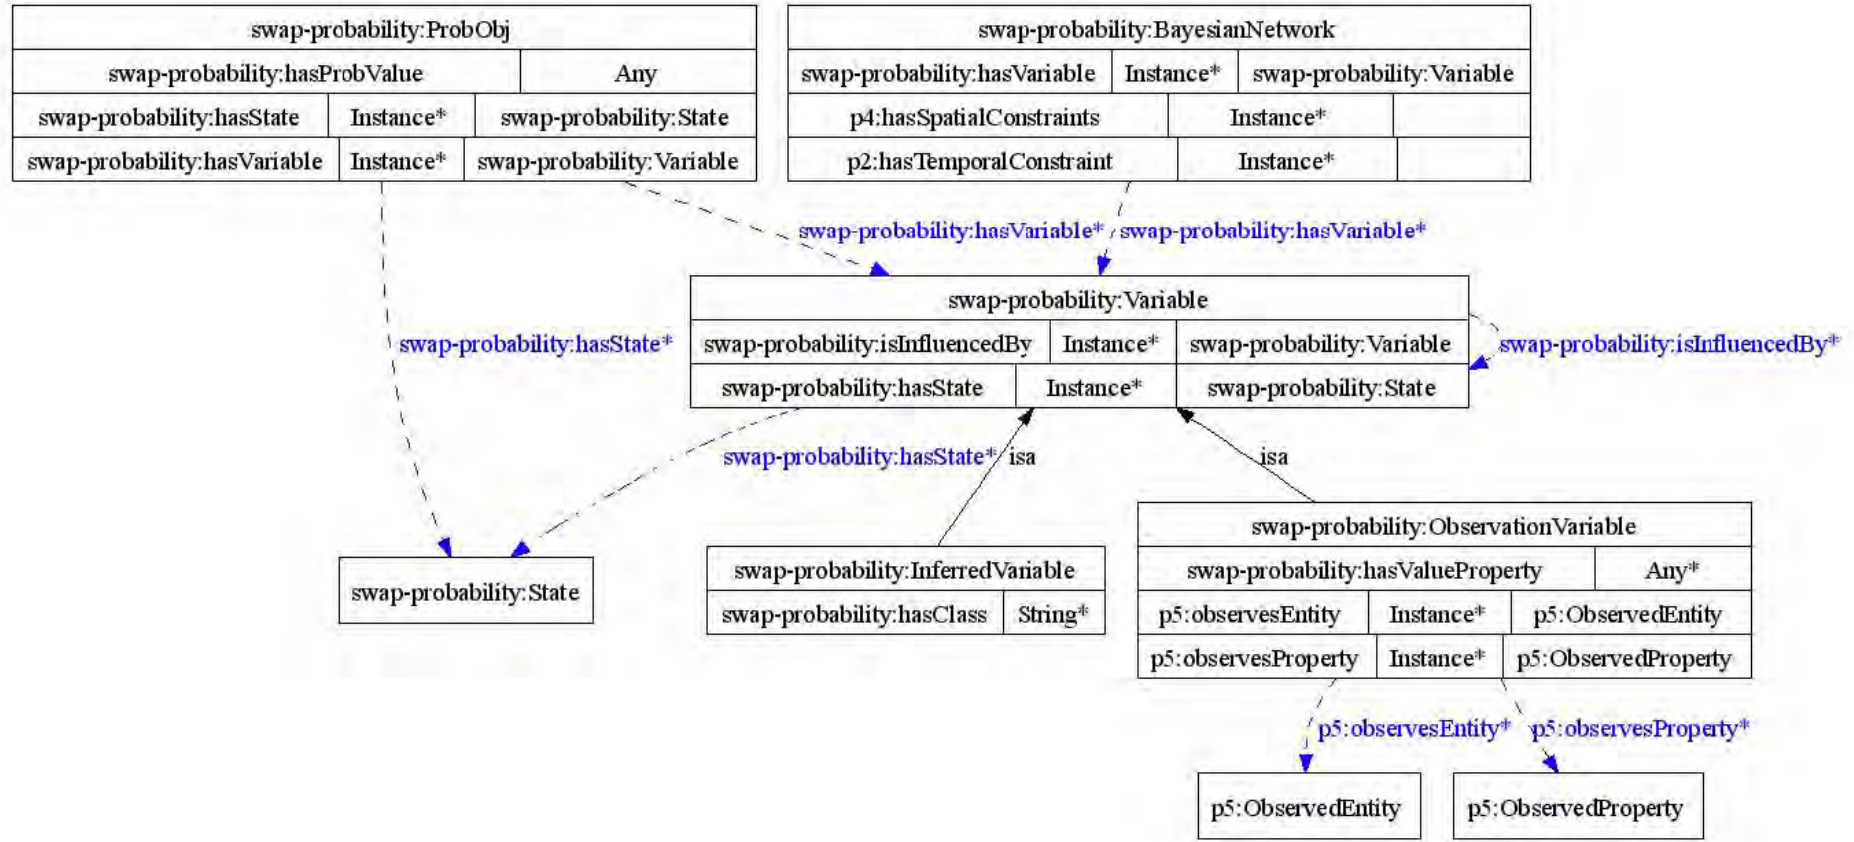 swap-probability:ProbObj
swap-probability:hasProbValue Any
swap-probability:hasState Instance* swap-probability:State
swap-probability:hasVariable Instance* swap-probability:Variable
swap-probability:BayesianNetwork
swap-probability:hasVariable Instance* swap-probability:Variable
p4:hasSpatialConstraints Instance*
p2:hasTemporalConstraint Instance*
swap-probability:hasVariable* swap-probability:hasVariable*
swap-probability:Variable
swap-probability:isInfluencedBy Instance* swap-probability:Variable
swap-probability:hasState Instance* swap-probability:State
swap-probability:isInfluencedBy*
swap-probability:hasState*
swap-probability:hasState* isa isa
swap-probability:State
swap-probability:InferredVariable
swap-probability:hasClass String*
swap-probability:ObservationVariable
swap-probability:hasValueProperty Any*
p5:observesEntity Instance* p5:ObservedEntity
p5:observesProperty Instance* p5:ObservedProperty
p5:observesEntity* p5:observesProperty*
p5:ObservedEntity p5:ObservedProperty